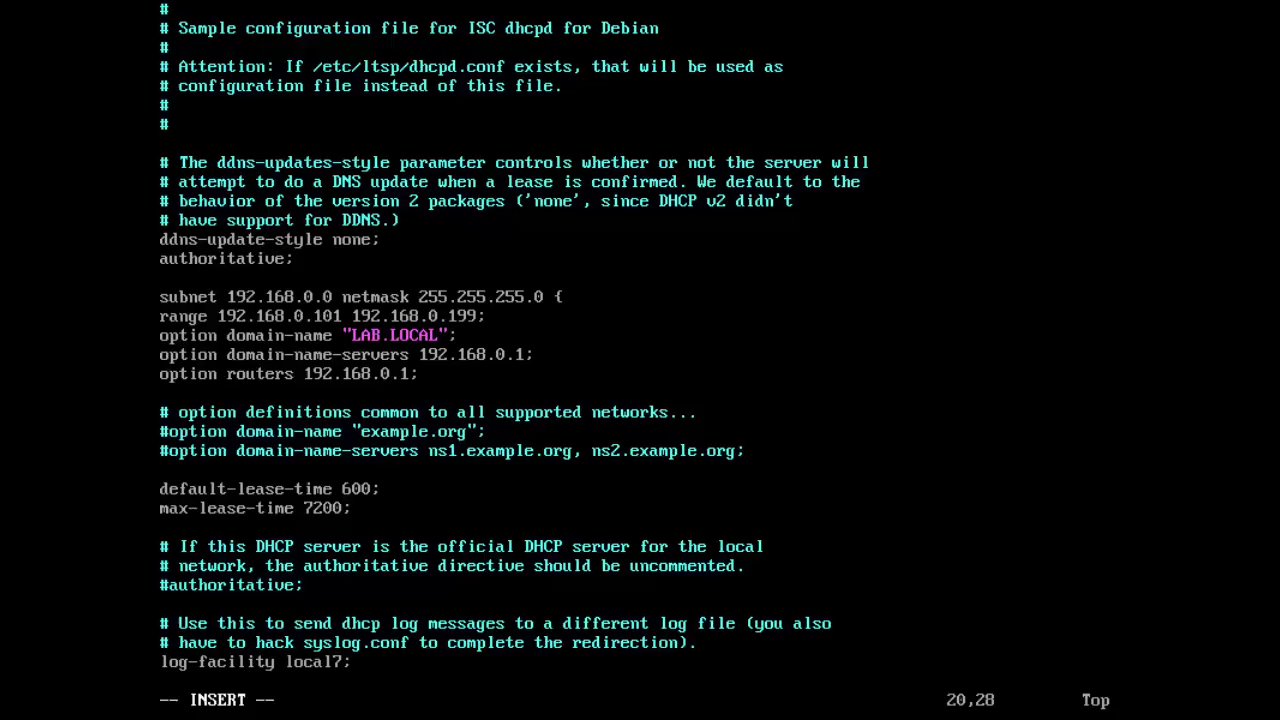 #
# Sample configuration file for ISC dhcpd for Debian
#
# Attention: If /etc/ltsp/dhcpd.conf exists, that will be used as
# configuration file instead of this file.
#
#
# The ddns-updates-style parameter controls whether or not the server will
# attempt to do a DNS update when a lease is confirmed. We default to the
# behavior of the version 2 packages ('none', since DHCP v2 didn't
# have support for DDNS.)
ddns-update-style none;
authoritative;
subnet 192.168.0.0 netmask 255.255.255.0 {
range 192.168.0.101 192.168.0.199;
option domain-name "LAB.LOCAL";
option domain-name-servers 192.168.0.1;
option routers 192.168.0.1;
# option definitions common to all supported networks...
#option domain-name "example.org";
#option domain-name-servers ns1.example.org, ns2.example.org;
default-lease-time 600;
max-lease-time 7200;
# If this DHCP server is the official DHCP server for the local
# network, the authoritative directive should be uncommented.
#authoritative;
# Use this to send dhcp log messages to a different log file (you also
# have to hack syslog.conf to complete the redirection).
log-facility local7;
-- INSERT -- 20,28 Top